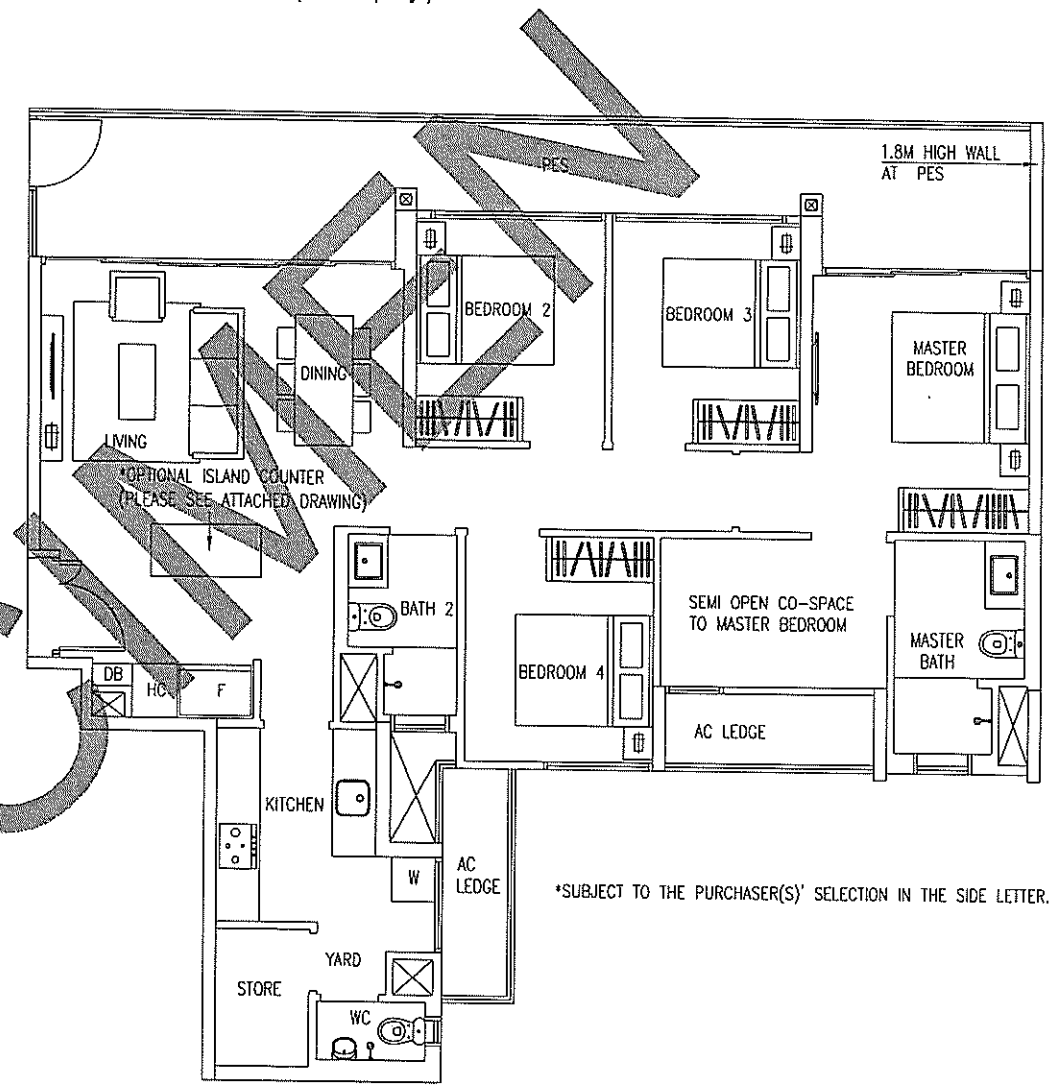 PES
1.8M HIGH WALL
AT PES
BEDROOM 2
BEDROOM 3
MASTER
BEDROOM
DINING
LIVING
*OPTIONAL ISLAND COUNTER
(PLEASE SEE ATTACHED DRAWING)
BATH 2
SEMI OPEN CO-SPACE
TO MASTER BEDROOM
MASTER
BATH
BEDROOM 4
DB
HC
F
AC LEDGE
KITCHEN
W
AC
LEDGE
*SUBJECT TO THE PURCHASER(S)' SELECTION IN THE SIDE LETTER.
YARD
STORE
WC